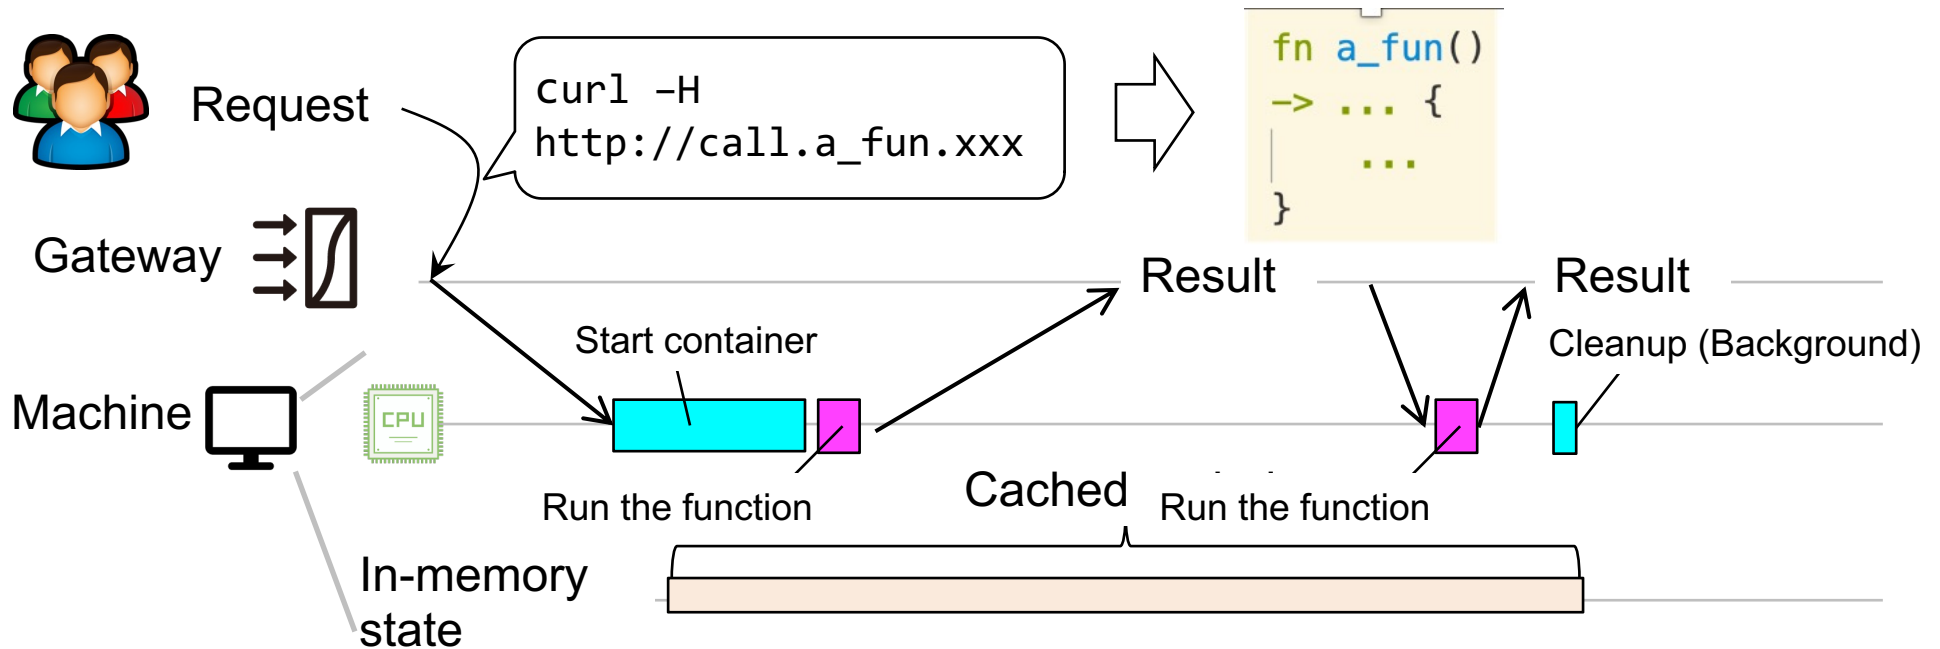 Request
curl –H
http://call.a_fun.xxx
fn a_fun()
-> ... {
...
}
Gateway
Result
Result
Start container
Cleanup (Background)
Machine
CPU
Run the function
Cached
Run the function
In-memory
state